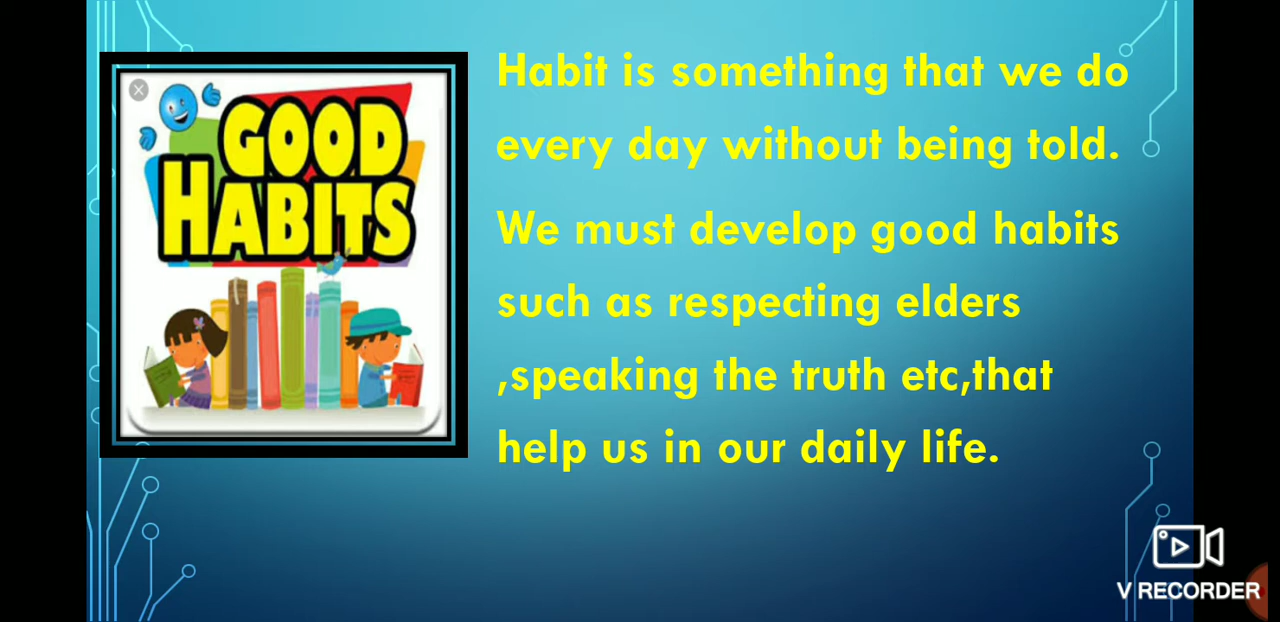 GOOD
HABITS
Habit is something that we do
every day without being told.
We must develop good habits
such as respecting elders
,speaking the truth etc,that
help us in our daily life.
V RECORDER